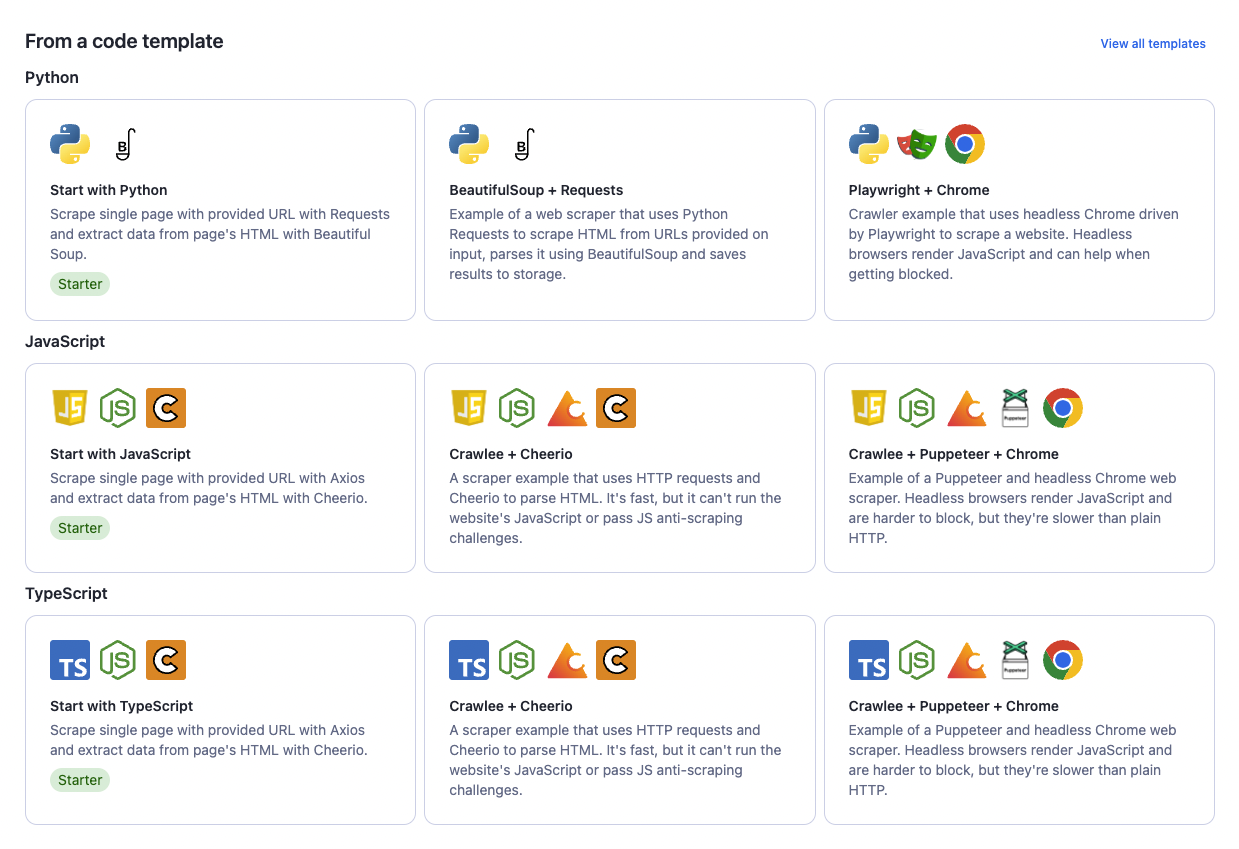 From a code template
View all templates
Python
B
Start with Python
Scrape single page with provided URL with Requests
and extract data from page's HTML with Beautiful
Soup.
Starter
B
BeautifulSoup + Requests
Example of a web scraper that uses Python
Requests to scrape HTML from URLs provided on
input, parses it using BeautifulSoup and saves
results to storage.
Playwright + Chrome
Crawler example that uses headless Chrome driven
by Playwright to scrape a website. Headless
browsers render JavaScript and can help when
getting blocked.
JavaScript
JS
JS
C
Start with JavaScript
Scrape single page with provided URL with Axios
and extract data from page's HTML with Cheerio.
Starter
JS
JS
C
Crawlee + Cheerio
A scraper example that uses HTTP requests and
Cheerio to parse HTML. It's fast, but it can't run the
website's JavaScript or pass JS anti-scraping
challenges.
JS
JS
Puppeteer
Crawlee + Puppeteer + Chrome
Example of a Puppeteer and headless Chrome web
scraper. Headless browsers render JavaScript and
are harder to block, but they're slower than plain
HTTP.
TypeScript
TS
JS
C
Start with TypeScript
Scrape single page with provided URL with Axios
and extract data from page's HTML with Cheerio.
Starter
TS
JS
C
Crawlee + Cheerio
A scraper example that uses HTTP requests and
Cheerio to parse HTML. It's fast, but it can't run the
website's JavaScript or pass JS anti-scraping
challenges.
TS
JS
Puppeteer
Crawlee + Puppeteer + Chrome
Example of a Puppeteer and headless Chrome web
scraper. Headless browsers render JavaScript and
are harder to block, but they're slower than plain
HTTP.